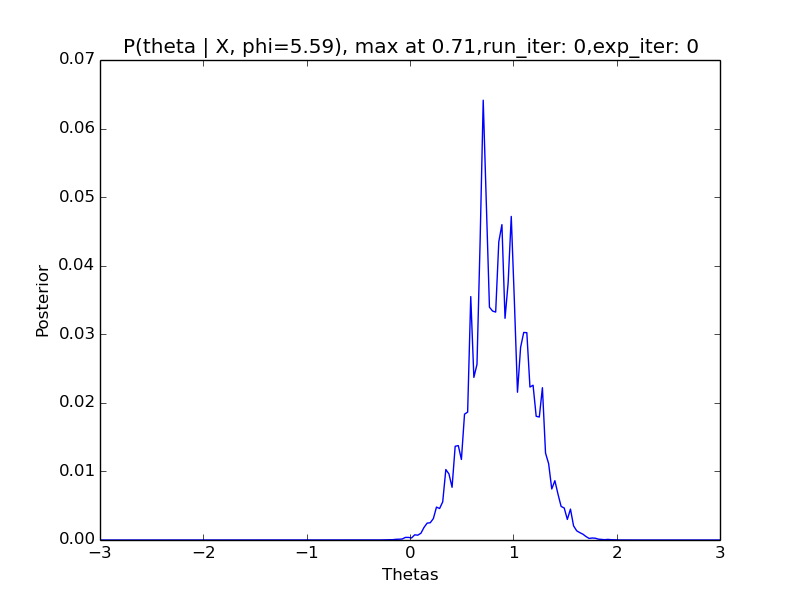 P(theta | X, phi=5.59), max at 0.71,run_iter: 0,exp_iter: 0
0.07
0.06
0.05
0.04
0.03
0.02
0.01
0.00
Posterior
−3 −2 −1 0 1 2 3
Thetas